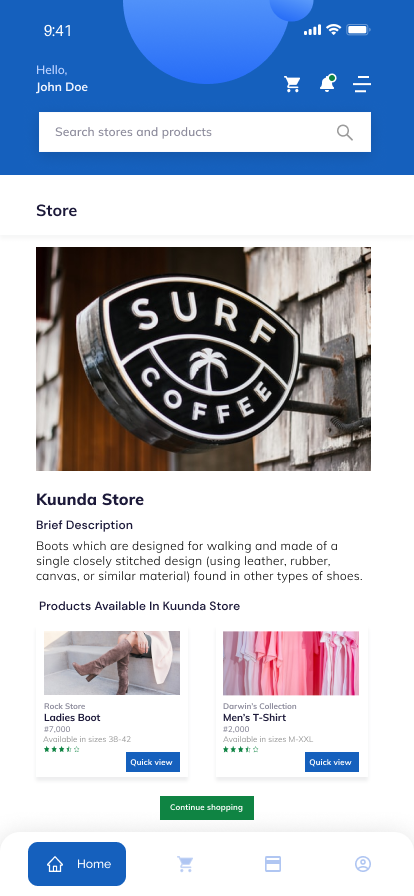 9:41
Hello,
John Doe
Search stores and products
Store
SURF
COFFEE
Kuunda Store
Brief Description
Boots which are designed for walking and made of a
single closely stitched design (using leather, rubber,
canvas, or similar material) found in other types of shoes.
Products Available In Kuunda Store
Rock Store
Ladies Boot
#7,000
Available in sizes 38-42
Quick view
Darwin's Collection
Men's T-Shirt
#2,000
Available in sizes M-XXL
Quick view
Continue shopping
Home